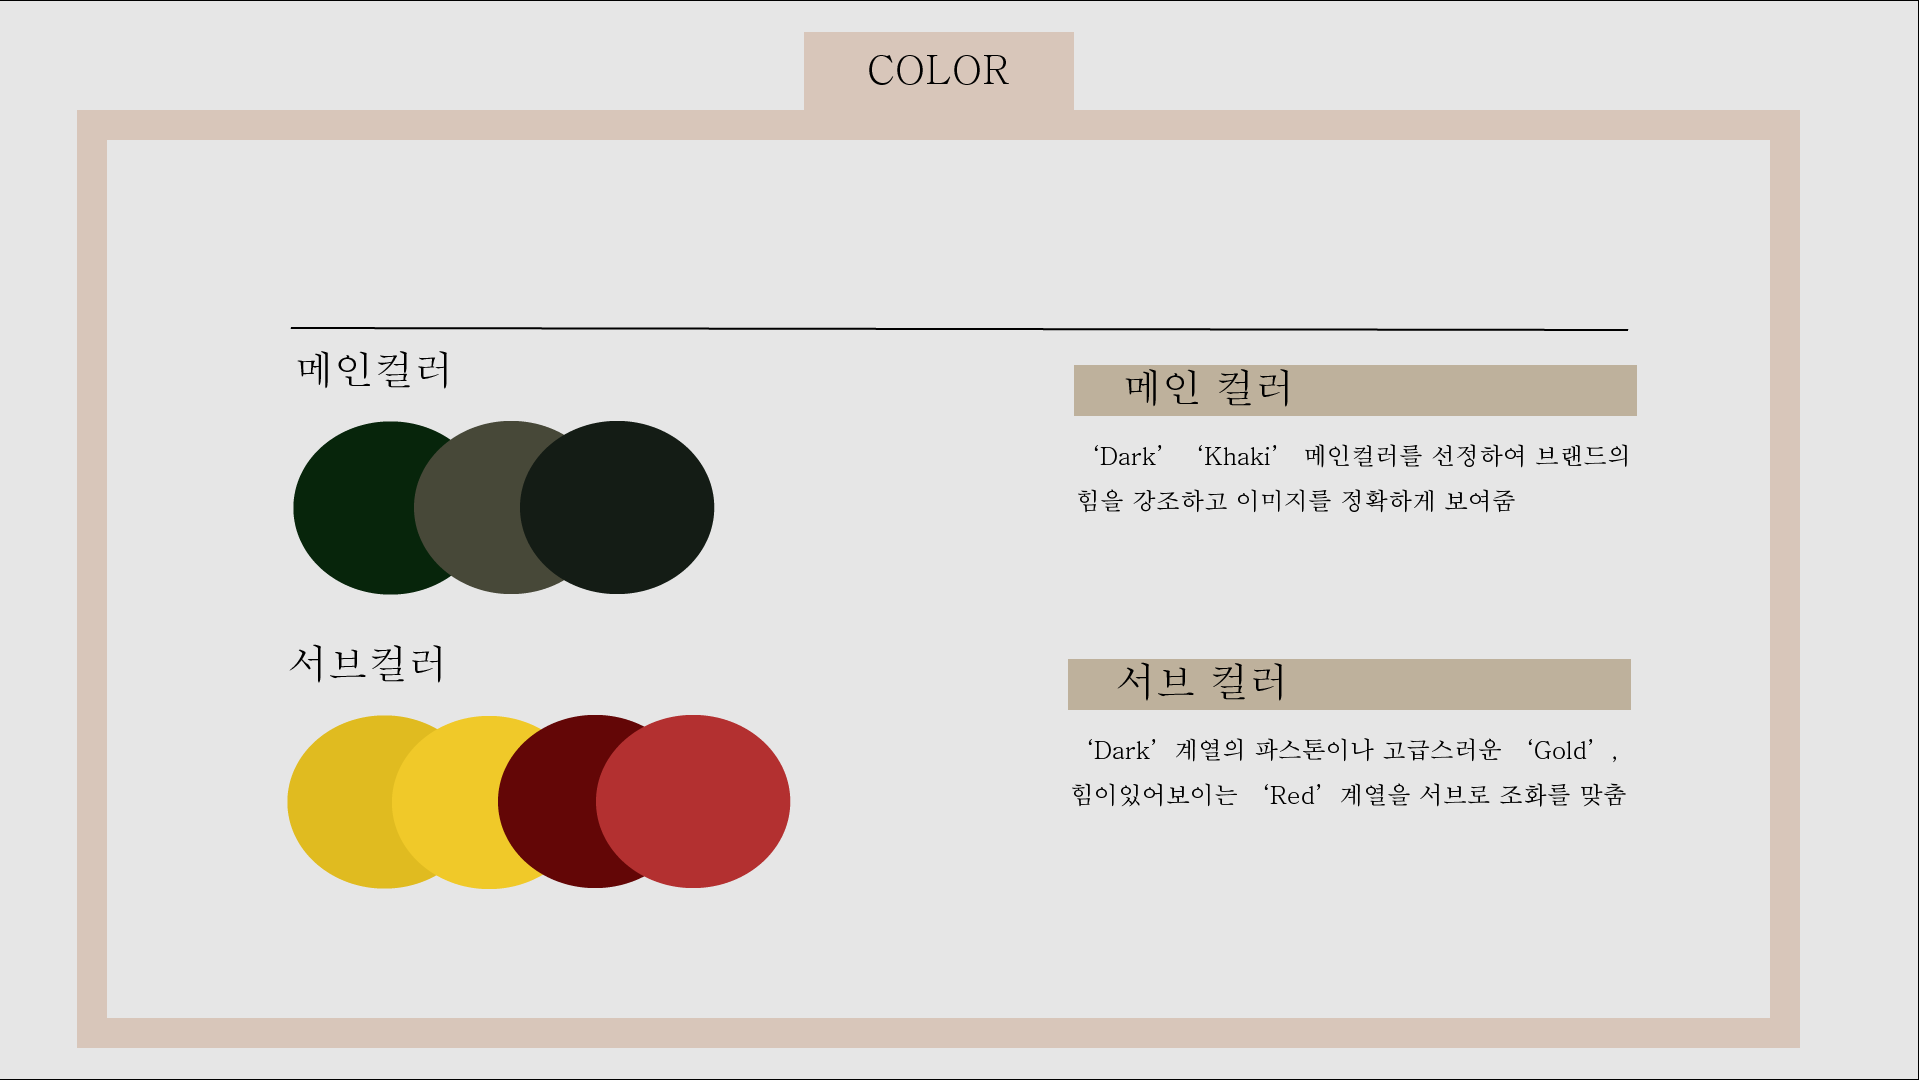 COLOR
메인컬러
메인 컬러
‘Dark’ ‘Khaki’ 메인컬러를 선정하여 브랜드의
힘을 강조하고 이미지를 정확하게 보여줌
서브컬러
서브 컬러
‘Dark’ 계열의 파스톤이나 고급스러운 ‘Gold’,
힘이있어보이는 ‘Red’ 계열을 서브로 조화를 맞춤